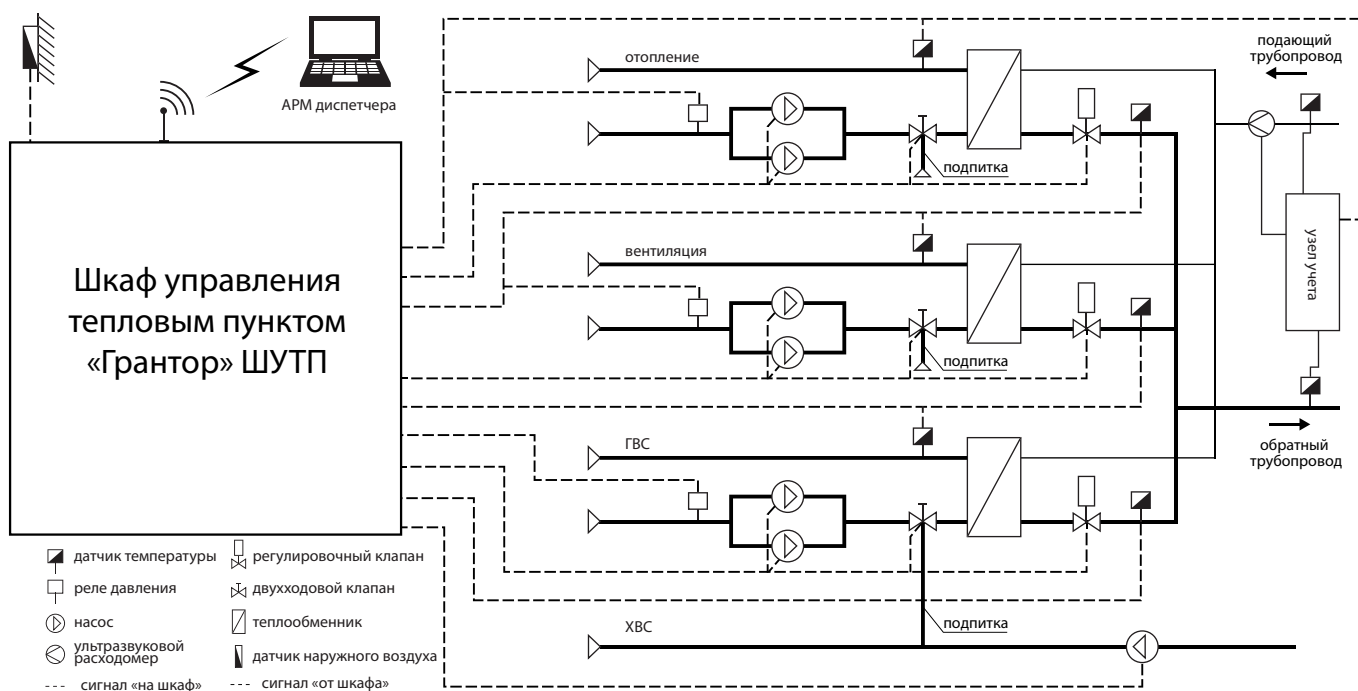 АРМ диспетчера
отопление
подающий
трубопровод
подпитка
Шкаф управления
тепловым пунктом
«Грантор» ШУТП
вентиляция
узел учета
подпитка
ГВС
обратный
трубопровод
ХВС
подпитка
датчик температуры
регулировочный клапан
реле давления
двухходовой клапан
насос
теплообменник
ультразвуковой
расходомер
датчик наружного воздуха
сигнал «на шкаф»
сигнал «от шкафа»